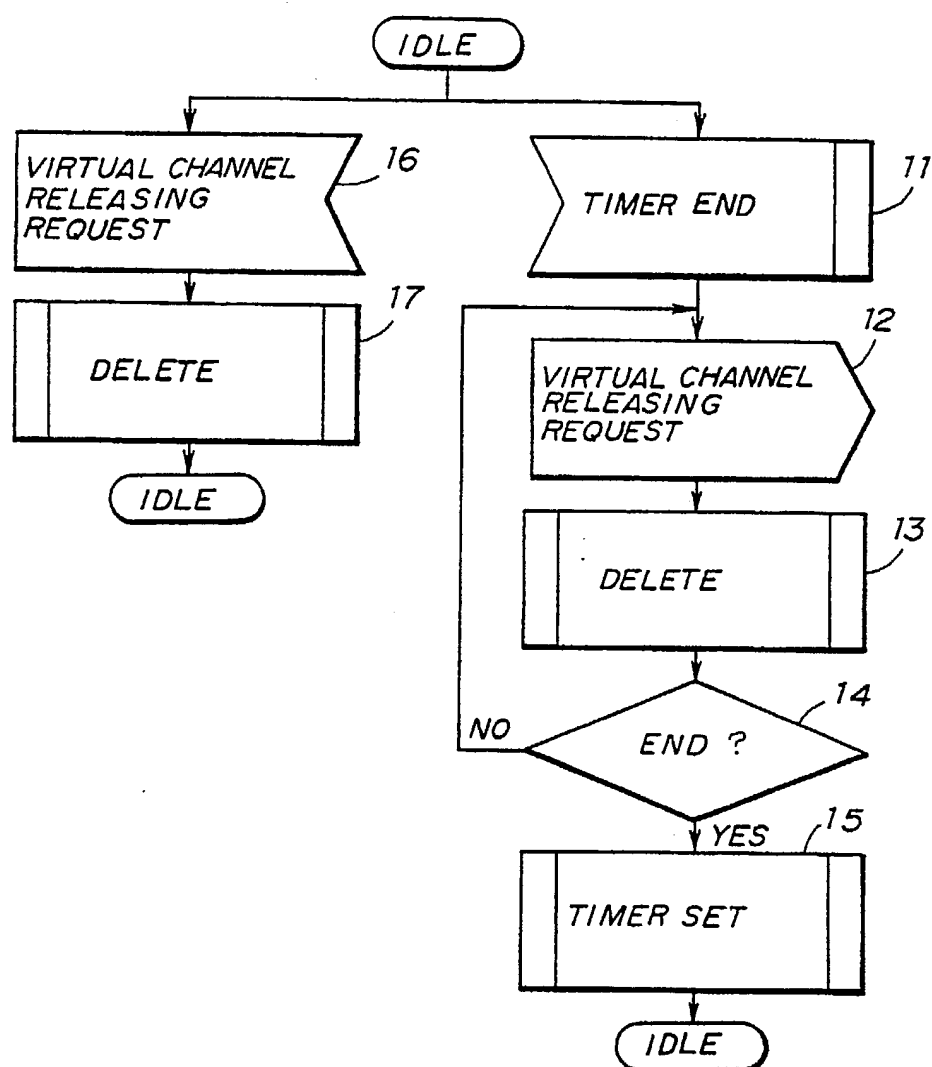 IDLE
VIRTUAL CHANNEL
RELEASING
REQUEST
16
TIMER END
11
DELETE
17
IDLE
VIRTUAL CHANNEL
RELEASING
REQUEST
12
DELETE
13
END ?
14
NO
YES
15
TIMER SET
IDLE